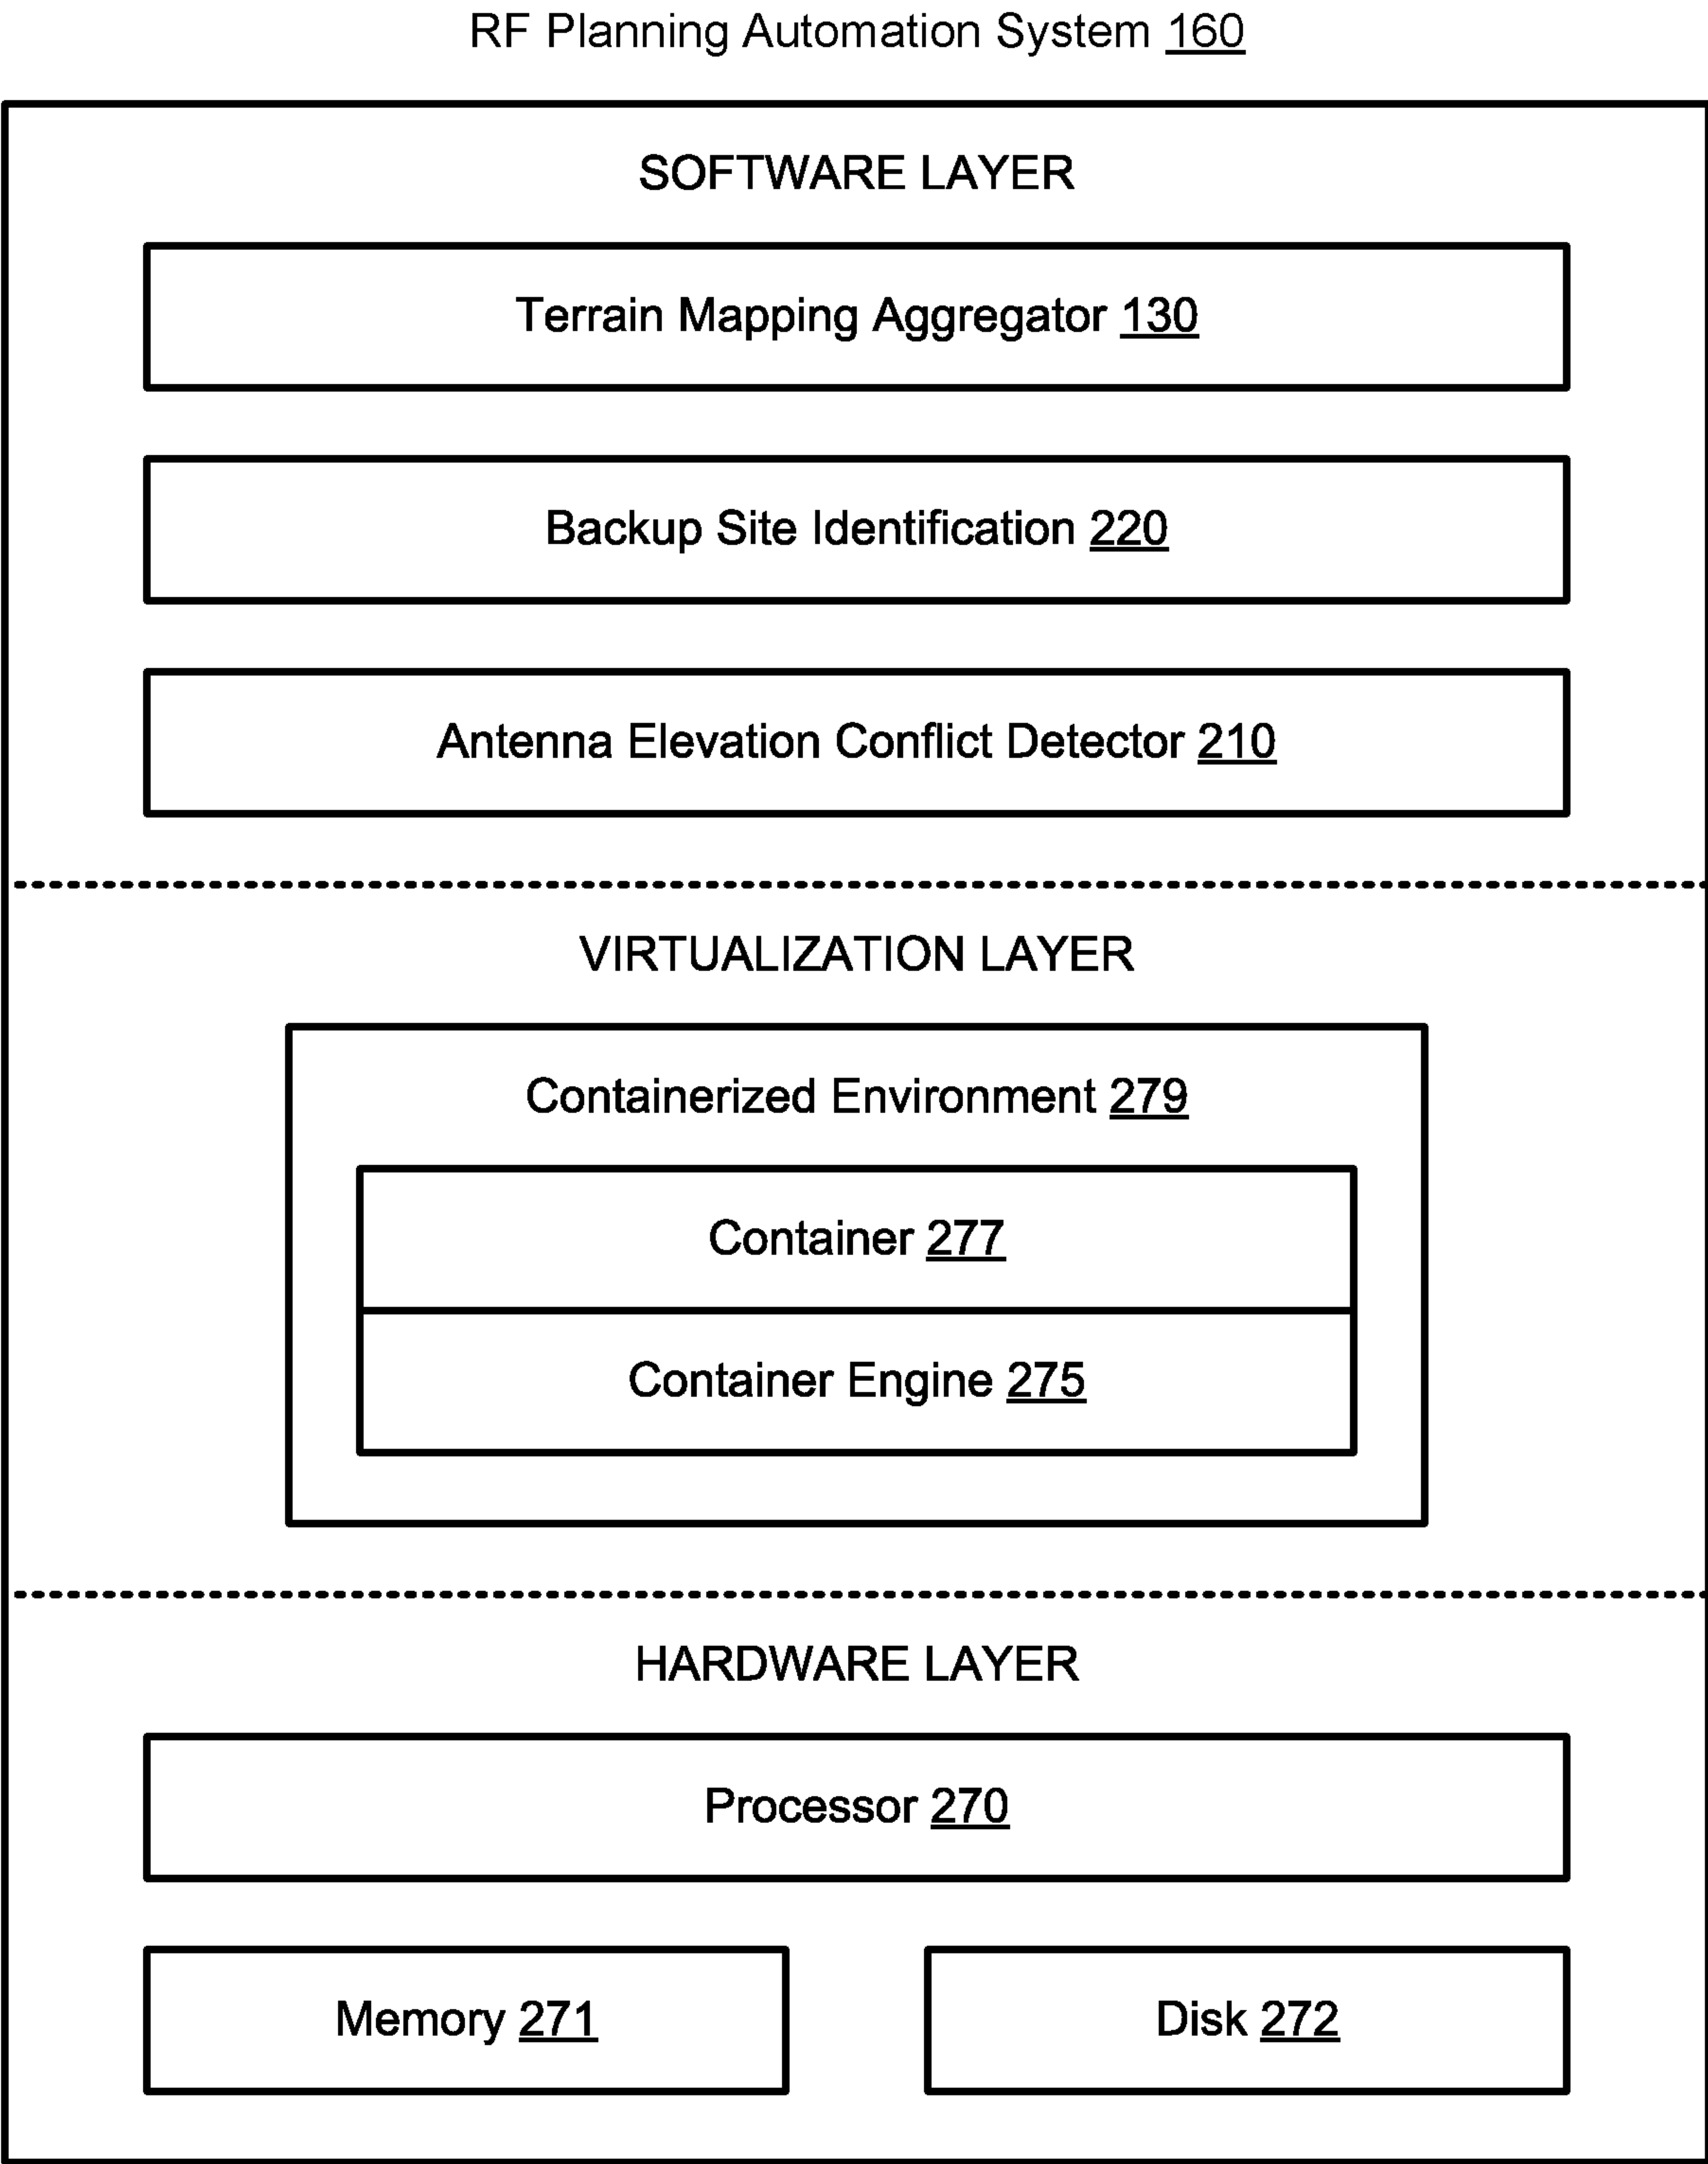 RF Planning Automation System 160
SOFTWARE LAYER
Terrain Mapping Aggregator 130
Backup Site Identification 220
Antenna Elevation Conflict Detector 210
VIRTUALIZATION LAYER
Containerized Environment 279
Container 277
Container Engine 275
HARDWARE LAYER
Processor 270
Memory 271
Disk 272